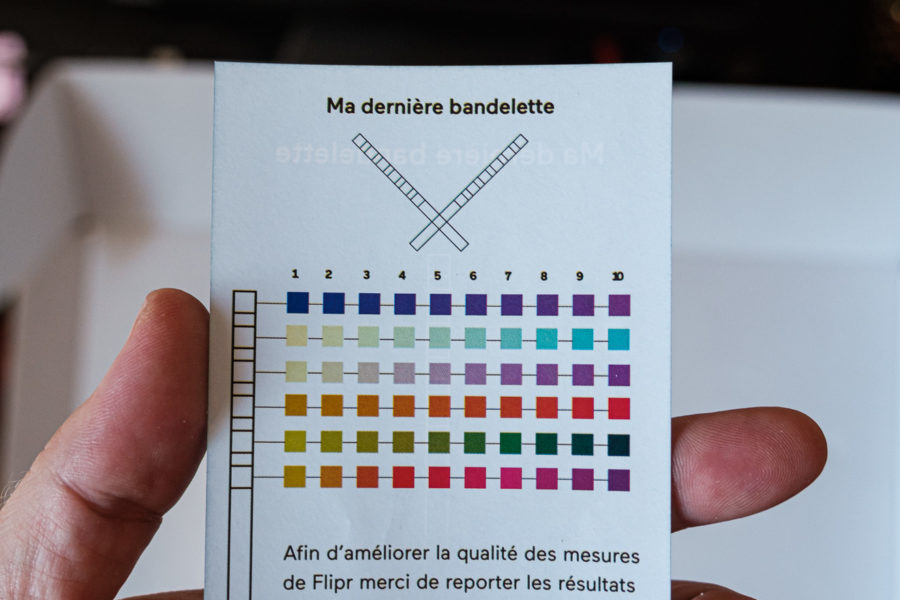 Ma dernière bandelette
1 2 3 4 5 6 7 8 9 10
Afin d'améliorer la qualité des mesures
de Flipr merci de reporter les résultats